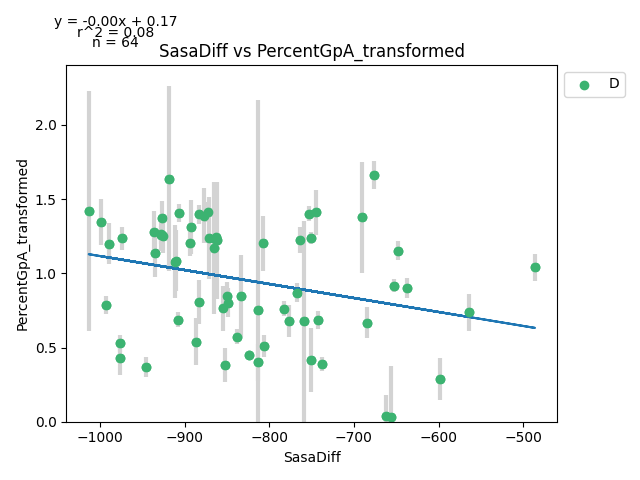 y = -0.00x + 0.17
r^2 = 0.08
n = 64
SasaDiff vs PercentGpA_transformed
D
PercentGpA_transformed
2.0
1.5
1.0
0.5
0.0
−1000
−900
−800
−700
−600
−500
SasaDiff